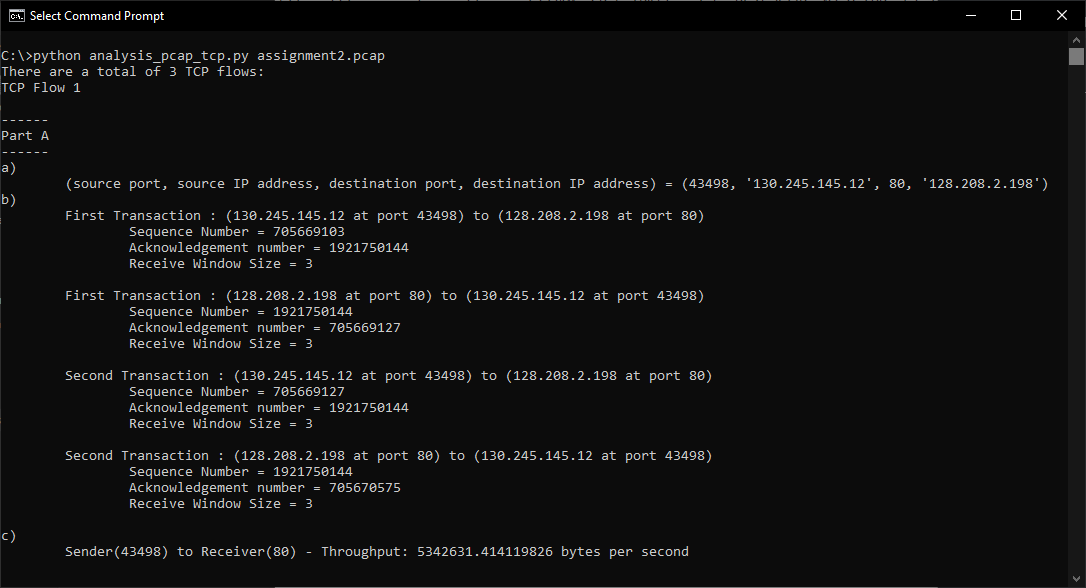 Select Command Prompt
C:\>python analysis_pcap_tcp.py assignment2.pcap
There are a total of 3 TCP flows:
TCP Flow 1
------
Part A
------
a)
(source port, source IP address, destination port, destination IP address) = (43498, '130.245.145.12', 80, '128.208.2.198')
b)
First Transaction : (130.245.145.12 at port 43498) to (128.208.2.198 at port 80)
Sequence Number = 705669103
Acknowledgement number = 1921750144
Receive Window Size = 3
First Transaction : (128.208.2.198 at port 80) to (130.245.145.12 at port 43498)
Sequence Number = 1921750144
Acknowledgement number = 705669127
Receive Window Size = 3
Second Transaction : (130.245.145.12 at port 43498) to (128.208.2.198 at port 80)
Sequence Number = 705669127
Acknowledgement number = 1921750144
Receive Window Size = 3
Second Transaction : (128.208.2.198 at port 80) to (130.245.145.12 at port 43498)
Sequence Number = 1921750144
Acknowledgement number = 705670575
Receive Window Size = 3
c)
Sender(43498) to Receiver(80) - Throughput: 5342631.414119826 bytes per second